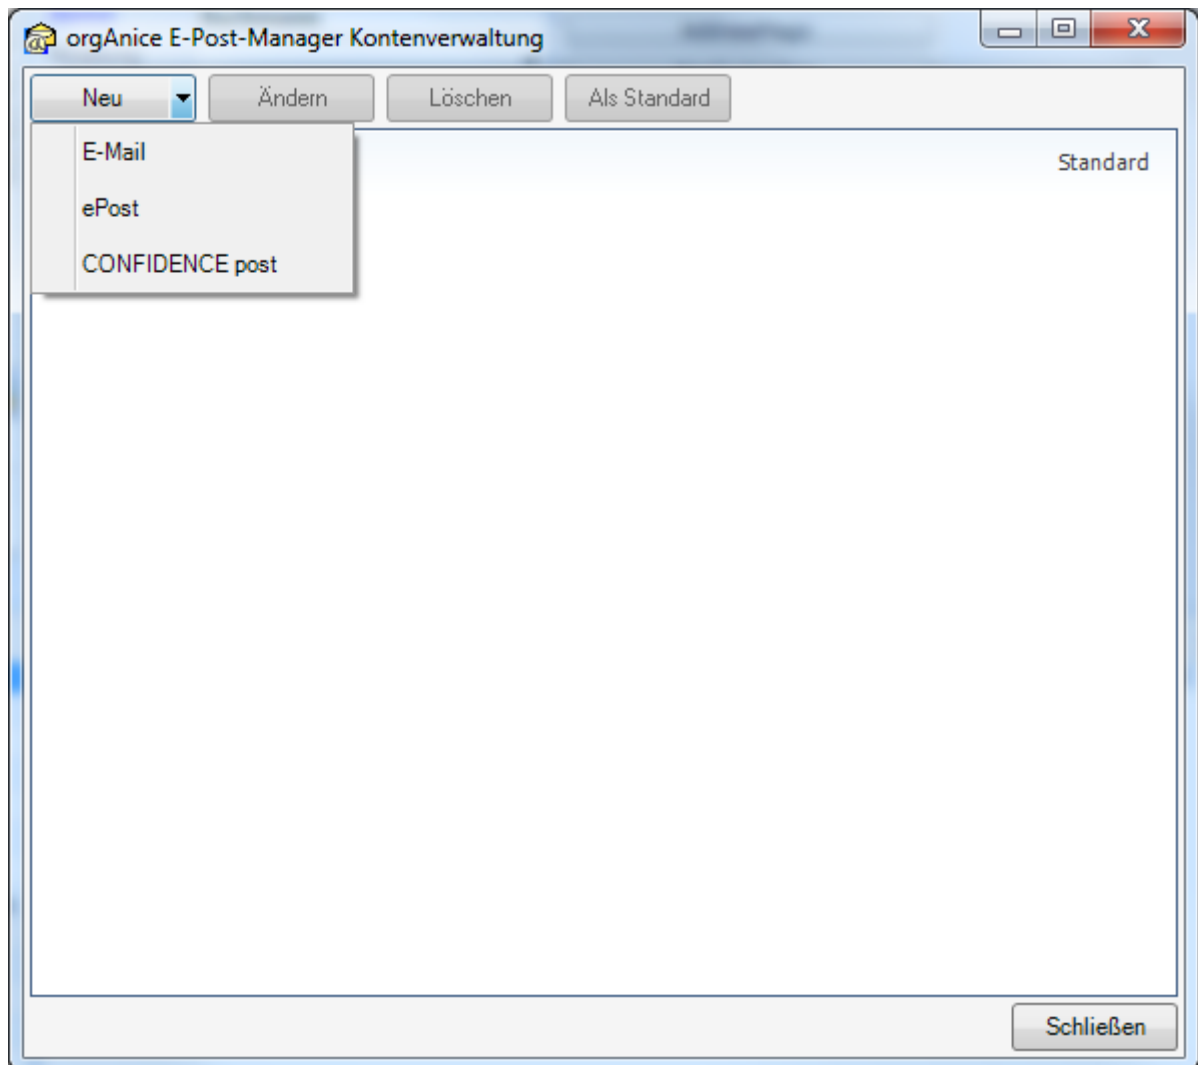 orgAnice E-Post-Manager Kontenverwaltung
Neu Ändern Löschen Als Standard
E-Mail
Standard
ePost
CONFIDENCE post
Schließen